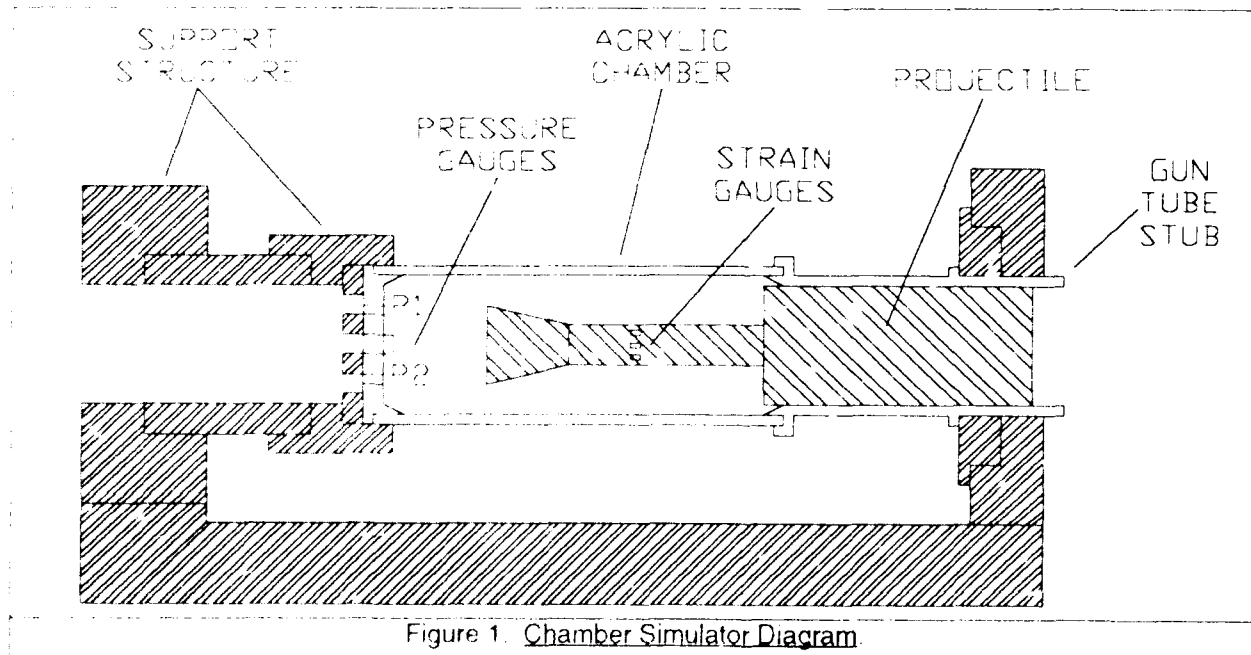 SUPPORT
STRUCTURE
ACRYLIC
CHAMBER
PROJECTILE
PRESSURE
GAUGES
STRAIN
GAUGES
GUN
TUBE
STUB
P1
P2
Figure 1. Chamber Simulator Diagram.